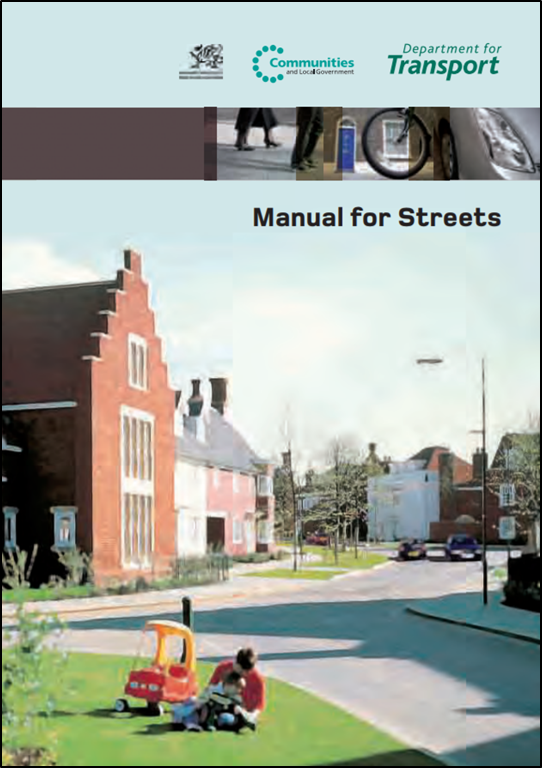 Communities
and Local Government
Department for
Transport
Manual for Streets